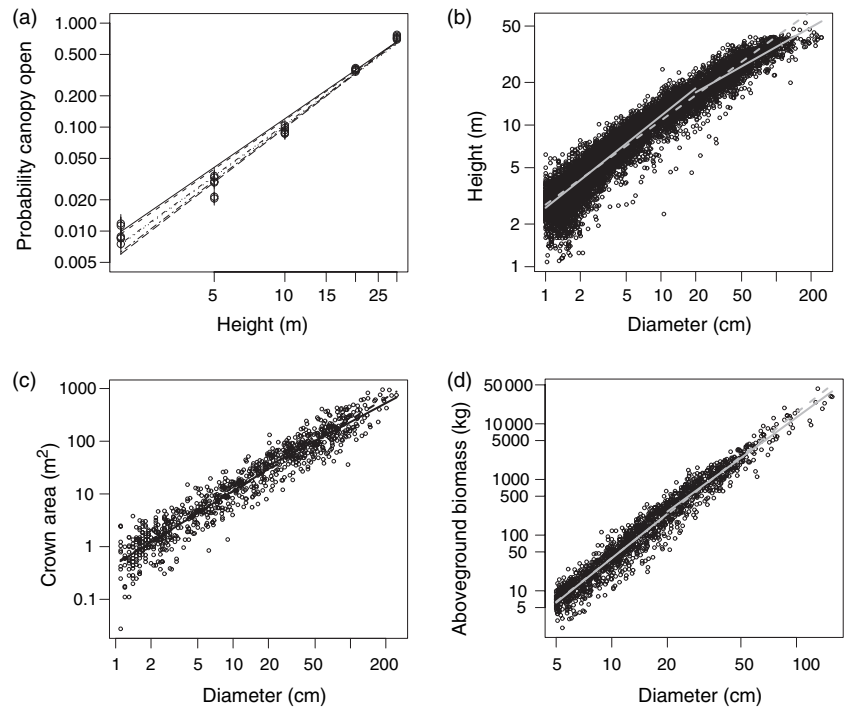 (a)
Probability canopy open
1.000
0.500
0.200
0.100
0.050
0.020
0.010
0.005
5 10 15 25
Height (m)
(b)
Height (m)
50
20
10
5
2
1
1 2 5 10 20 50 200
Diameter (cm)
(c)
Crown area (m²)
1000
100
10
1
0.1
1 2 5 10 20 50 200
Diameter (cm)
(d)
Aboveground biomass (kg)
50 000
10 000
5000
1000
500
100
50
10
5
5 10 20 50 100
Diameter (cm)